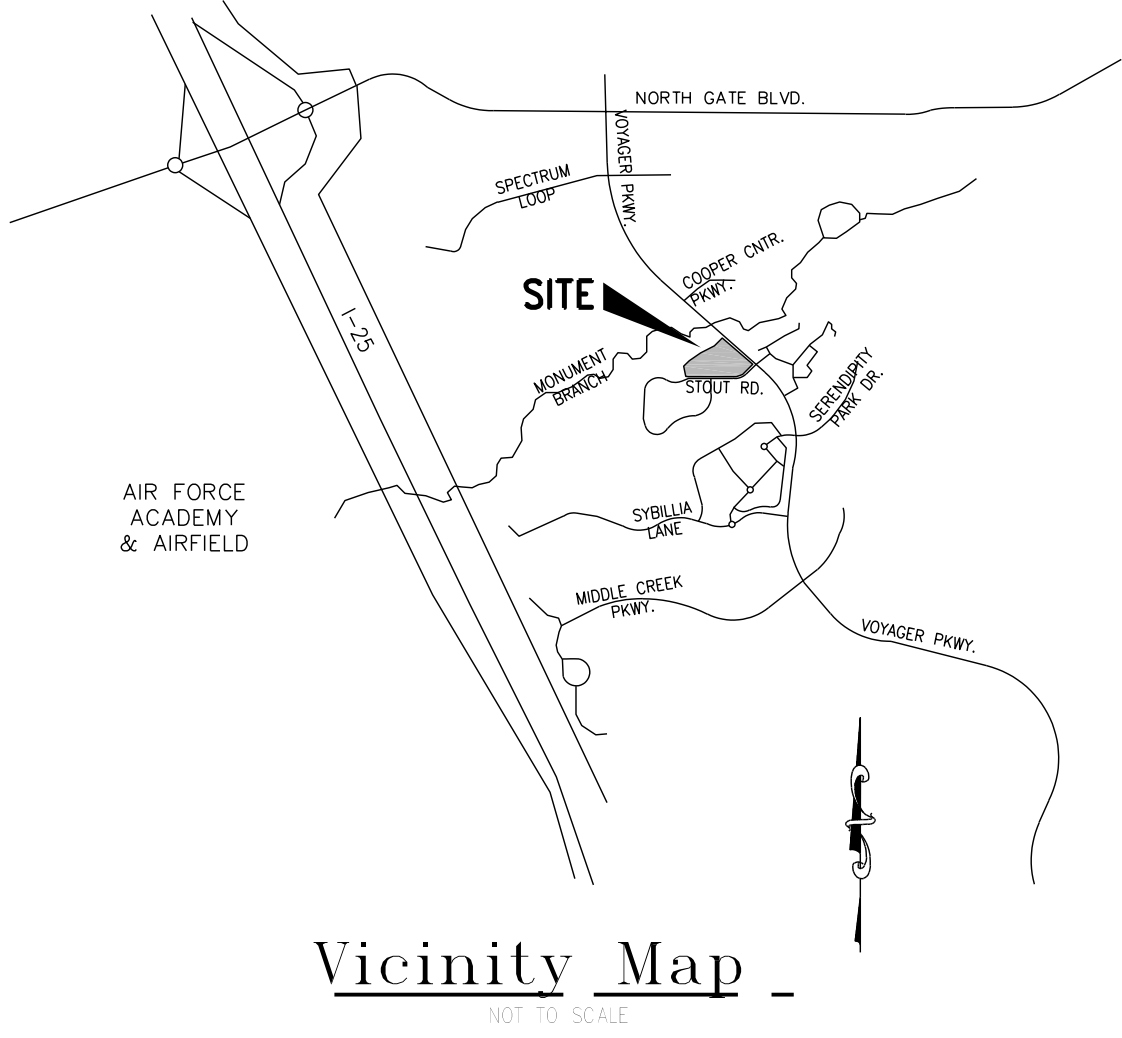 NORTH GATE BLVD.
VOYAGER PKWY.
SPECTRUM
LOOP
COOPER CNTR.
PKWY.
SITE
I-25
MONUMENT
BRANCH
STOUT RD.
SERENDIPITY
PARK DR.
AIR FORCE
ACADEMY
& AIRFIELD
SYBILLIA
LANE
MIDDLE CREEK
PKWY.
VOYAGER PKWY.
Vicinity Map
NOT TO SCALE